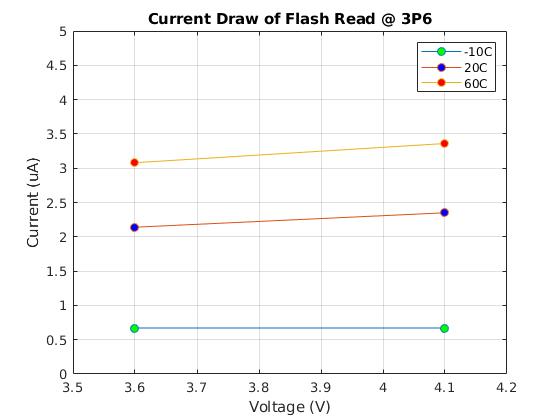 Current Draw of Flash Read @ 3P6
5
4.5
4
3.5
3
2.5
2
1.5
1
0.5
0
Current (uA)
-10C
20C
60C
3.5 3.6 3.7 3.8 3.9 4 4.1 4.2
Voltage (V)